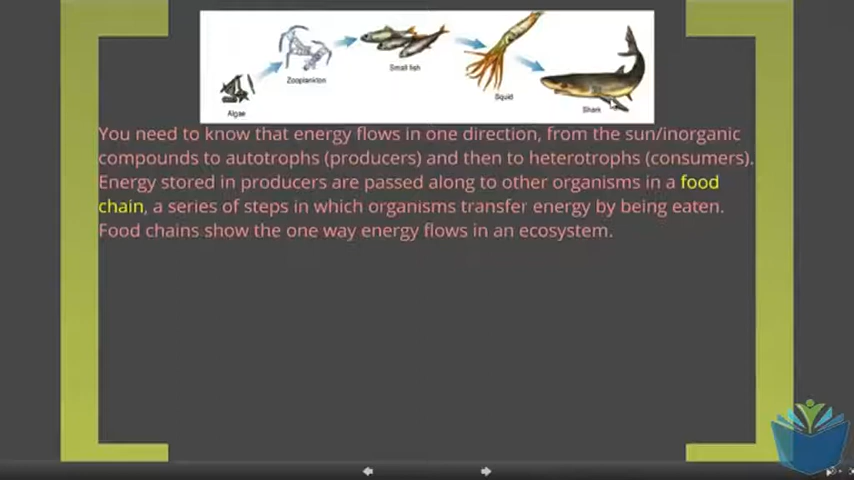 Algae
Zooplankton
Small fish
Squid
Shark
You need to know that energy flows in one direction, from the sun/inorganic
compounds to autotrophs (producers) and then to heterotrophs (consumers).
Energy stored in producers are passed along to other organisms in a food
chain, a series of steps in which organisms transfer energy by being eaten.
Food chains show the one way energy flows in an ecosystem.